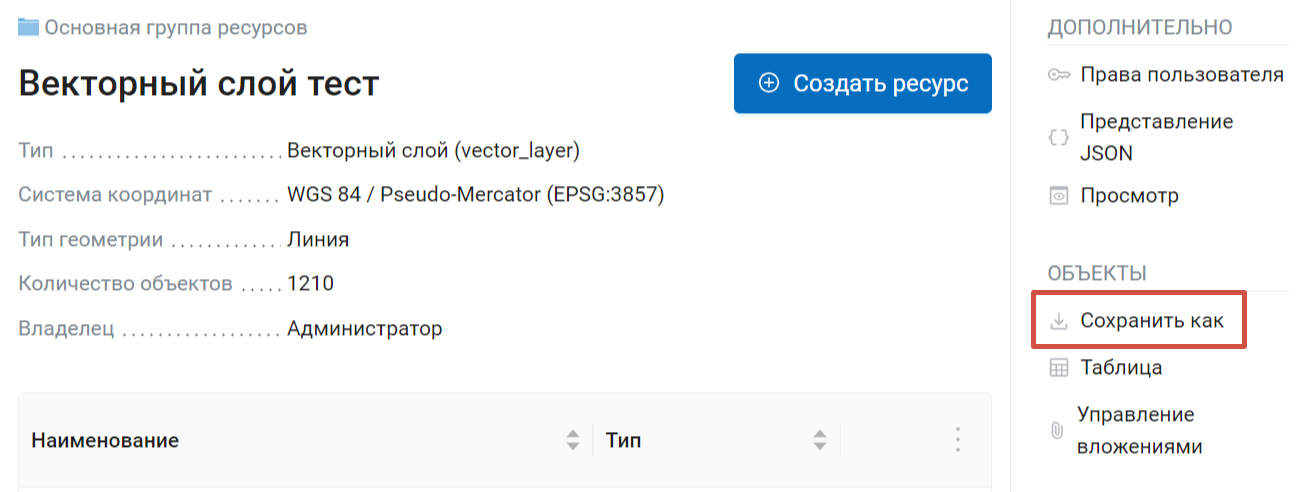 Основная группа ресурсов
Векторный слой тест
Создать ресурс
Тип ........................ Векторный слой (vector_layer)
Система координат ....... WGS 84 / Pseudo-Mercator (EPSG:3857)
Тип геометрии ............. Линия
Количество объектов ..... 1210
Владелец .................. Администратор
Наименование
Тип
ДОПОЛНИТЕЛЬНО
Права пользователя
Представление
JSON
Просмотр
ОБЪЕКТЫ
Сохранить как
Таблица
Управление
вложениями